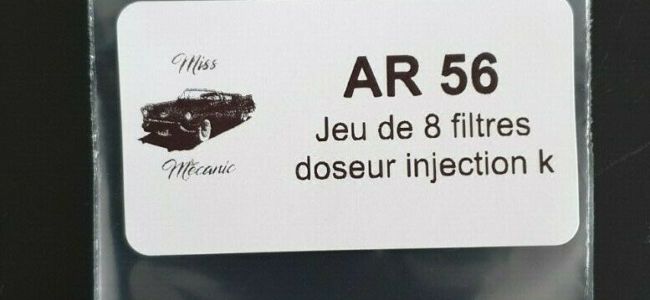 Miss
Mécanic
AR 56
Jeu de 8 filtres
doseur injection k